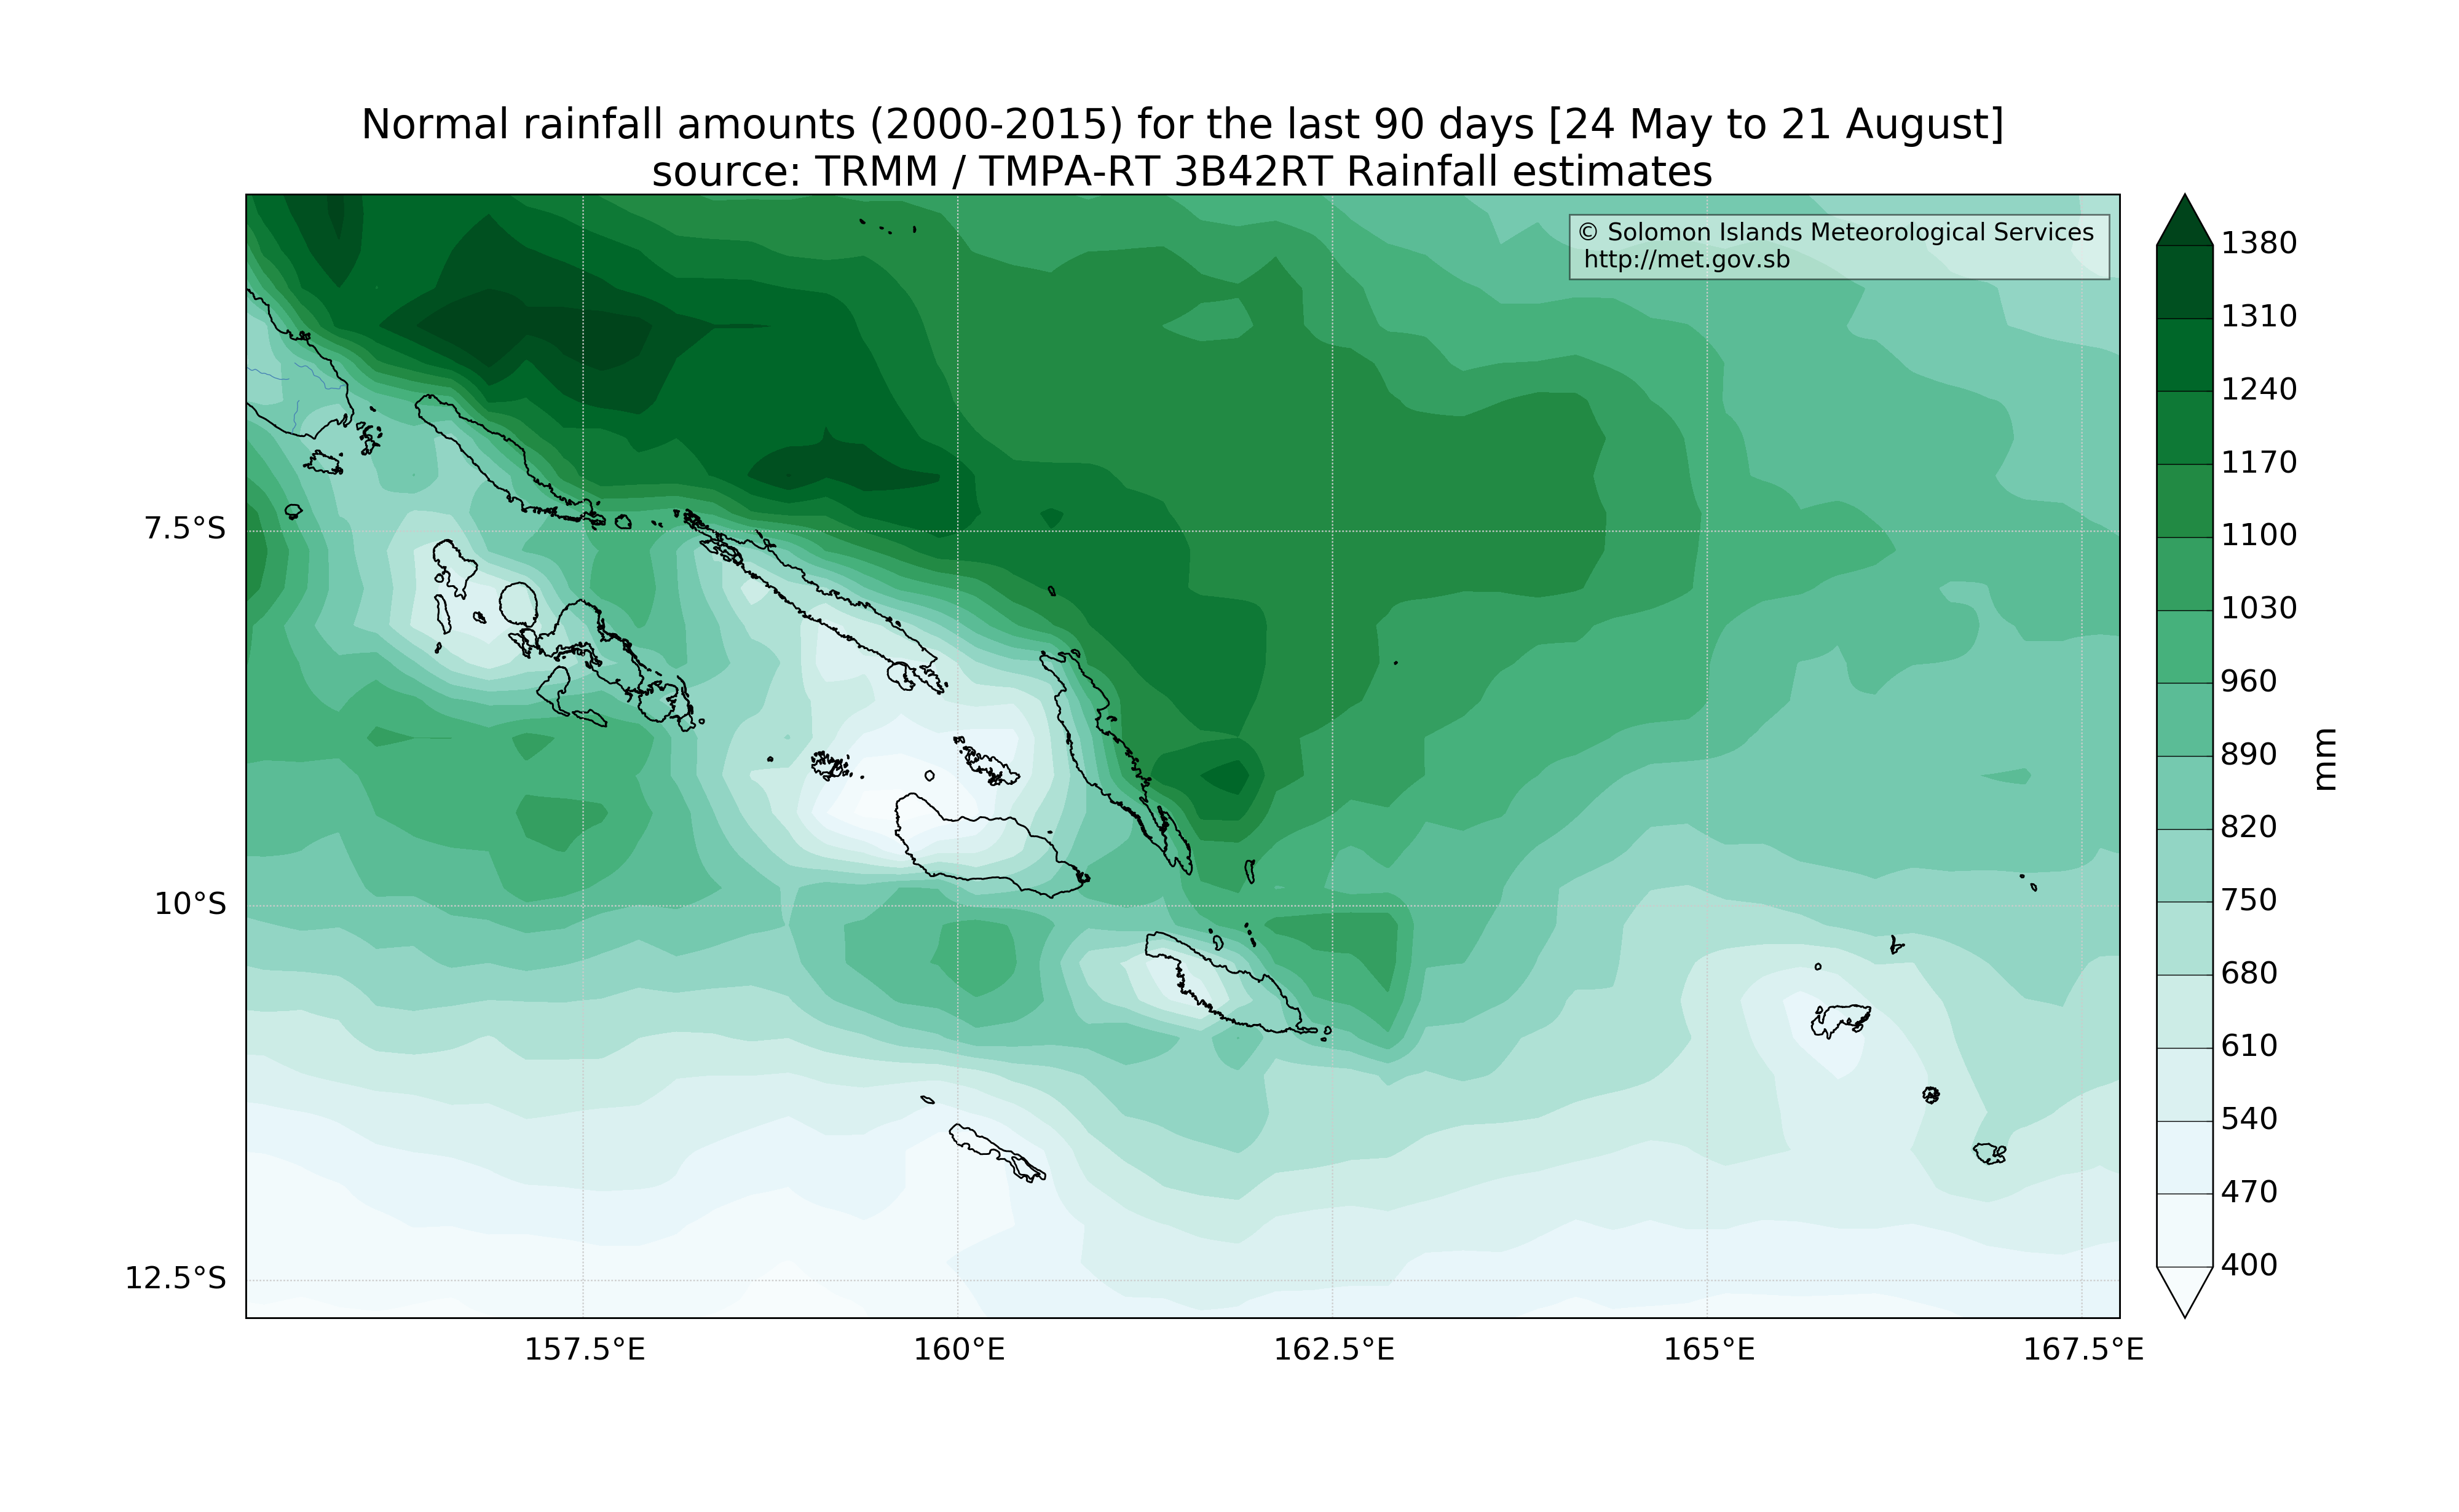 Normal rainfall amounts (2000-2015) for the last 90 days [24 May to 21 August]
source: TRMM / TMPA-RT 3B42RT Rainfall estimates
© Solomon Islands Meteorological Services
http://met.gov.sb
7.5°S
10°S
12.5°S
157.5°E
160°E
162.5°E
165°E
167.5°E
1380
1310
1240
1170
1100
1030
960
890
820
750
680
610
540
470
400
mm